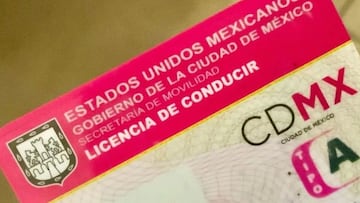 ESTADOS UNIDOS MEXICANOS
GOBIERNO DE LA CIUDAD DE MÉXICO
SECRETARÍA DE MOVILIDAD
LICENCIA DE CONDUCIR
CDMX
CIUDAD DE MÉXICO
TIPO
A